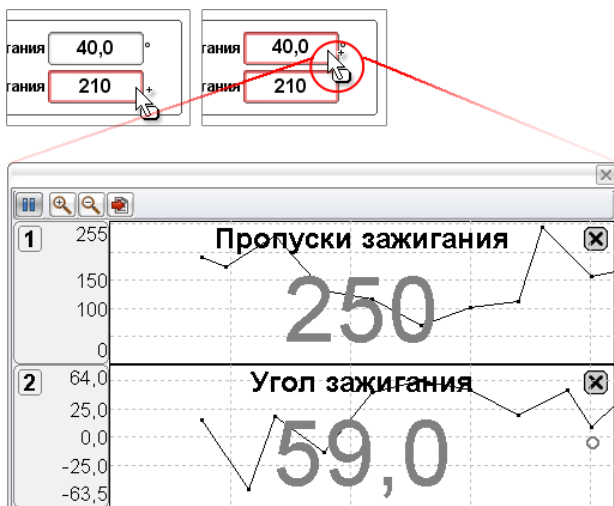 гания 40,0 °
гания 210
гания 40,0 °
гания 210
1 255 Пропуски зажигания
150
100 250
0
2 64,0 Угол зажигания
25,0
0,0 59,0
-25,0
-63,5